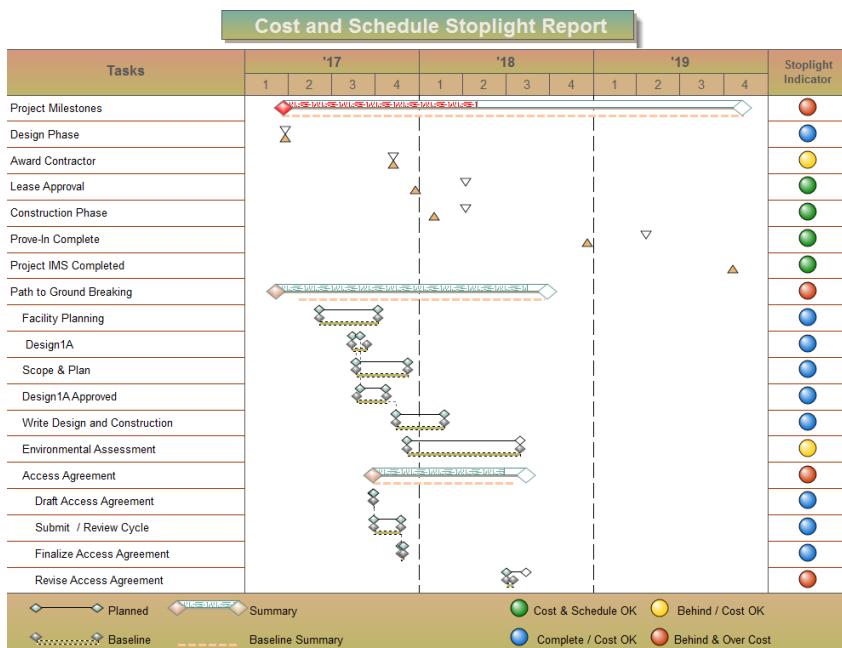 Cost and Schedule Stoplight Report
Tasks
'17 '18 '19
Stoplight
Indicator
1 2 3 4 1 2 3 4 1 2 3 4
Project Milestones
Design Phase
Award Contractor
Lease Approval
Construction Phase
Prove-In Complete
Project IMS Completed
Path to Ground Breaking
Facility Planning
Design1A
Scope & Plan
Design1A Approved
Write Design and Construction
Environmental Assessment
Access Agreement
Draft Access Agreement
Submit / Review Cycle
Finalize Access Agreement
Revise Access Agreement
Planned Summary Cost & Schedule OK Behind / Cost OK
Baseline Baseline Summary Complete / Cost OK Behind & Over Cost